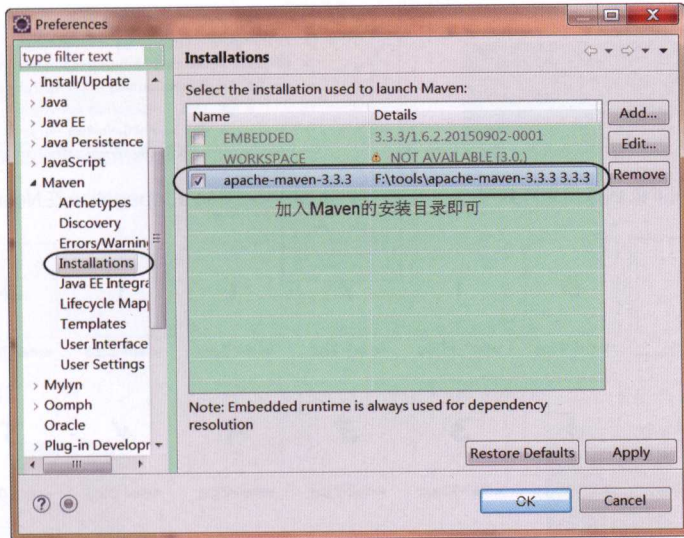 Preferences
type filter text
Install/Update
Java
Java EE
Java Persistence
JavaScript
Maven
Archetypes
Discovery
Errors/Warnin
Installations
Java EE Integra
Lifecycle Map
Templates
User Interface
User Settings
Mylyn
Oomph
Oracle
Plug-in Developr
Installations
Select the installation used to launch Maven:
Name Details
EMBEDDED 3.3.3/1.6.2.20150902-0001
WORKSPACE NOT AVAILABLE [3.0,)
apache-maven-3.3.3 F:\tools\apache-maven-3.3.3 3.3.3
加入Maven的安装目录即可
Add...
Edit...
Remove
Note: Embedded runtime is always used for dependency
resolution
Restore Defaults Apply
OK Cancel